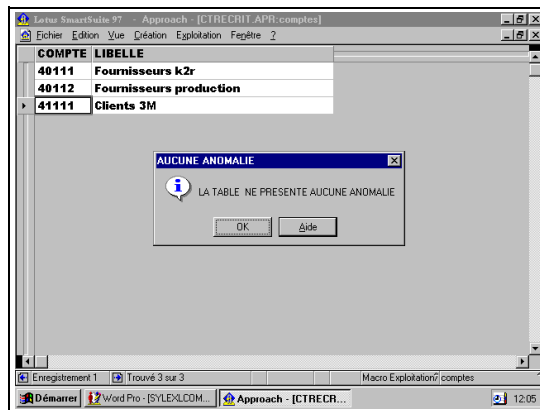 Lotus SmartSuite 97 - Approach - [CTRECRIT.APR:comptes]
Fichier Edition Vue Création Exploitation Fenêtre ?
COMPTE LIBELLE
40111 Fournisseurs k2r
40112 Fournisseurs production
41111 Clients 3M
AUCUNE ANOMALIE
LA TABLE NE PRESENTE AUCUNE ANOMALIE
OK Aide
Enregistrement 1 Trouvé 3 sur 3 Macro Exploitation7 comptes
Démarrer Word Pro - [SYLEXLCOM... Approach - [CTRECR... 12:05